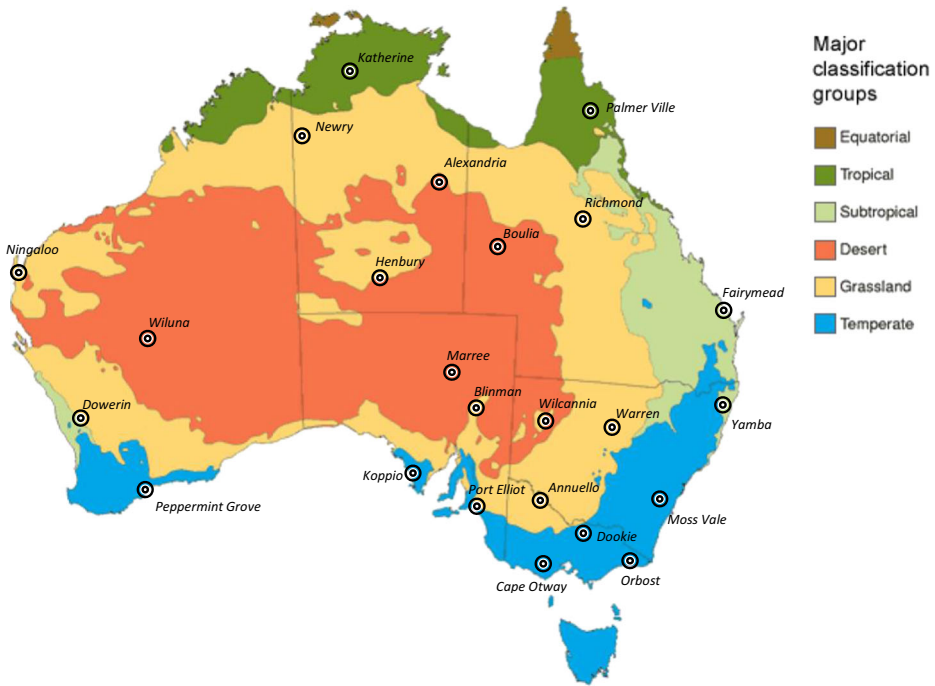 Major
classification
groups
Equatorial
Tropical
Subtropical
Desert
Grassland
Temperate
Katherine
Palmer Ville
Newry
Alexandria
Richmond
Boulia
Ningaloo
Henbury
Fairymead
Wiluna
Marree
Blinman
Dowerin
Wilcannia
Warren
Yamba
Koppio
Port Elliot
Annuello
Peppermint Grove
Moss Vale
Dookie
Cape Otway
Orbost